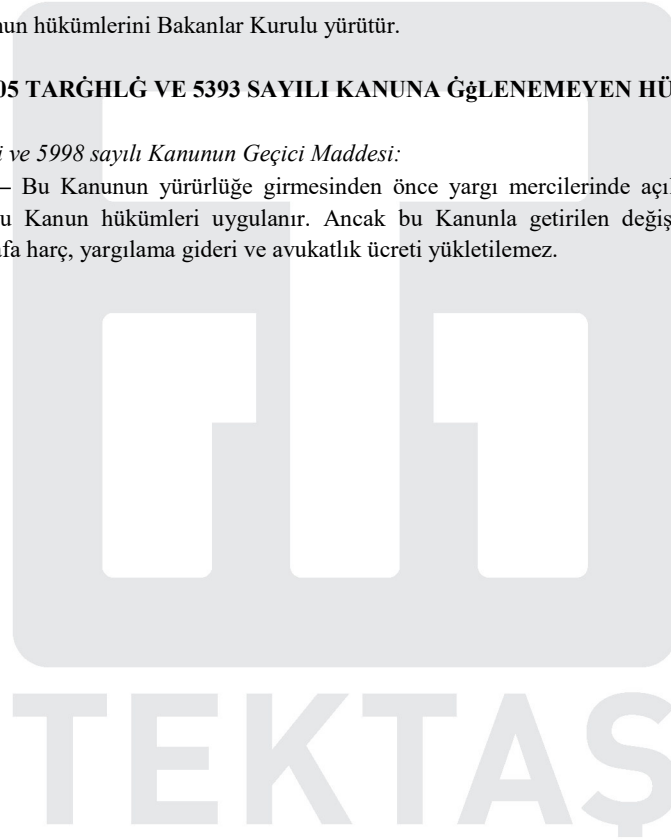 nun hükümlerini Bakanlar Kurulu yürütür.
05 TARĠHLĠ VE 5393 SAYILI KANUNA ĠġLENEMEYEN HÜ
i ve 5998 sayılı Kanunun Geçici Maddesi:
– Bu Kanunun yürürlüğe girmesinden önce yargı mercilerinde açıl
u Kanun hükümleri uygulanır. Ancak bu Kanunla getirilen değiş
afa harç, yargılama gideri ve avukatlık ücreti yükletilemez.
TEKTAŞ